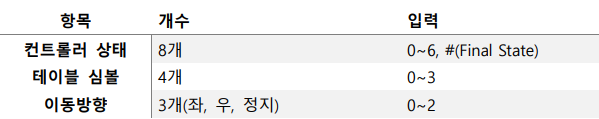 항목 개수 입력
컨트롤러 상태 8개 0~6, #(Final State)
테이블 심볼 4개 0~3
이동방향 3개(좌, 우, 정지) 0~2